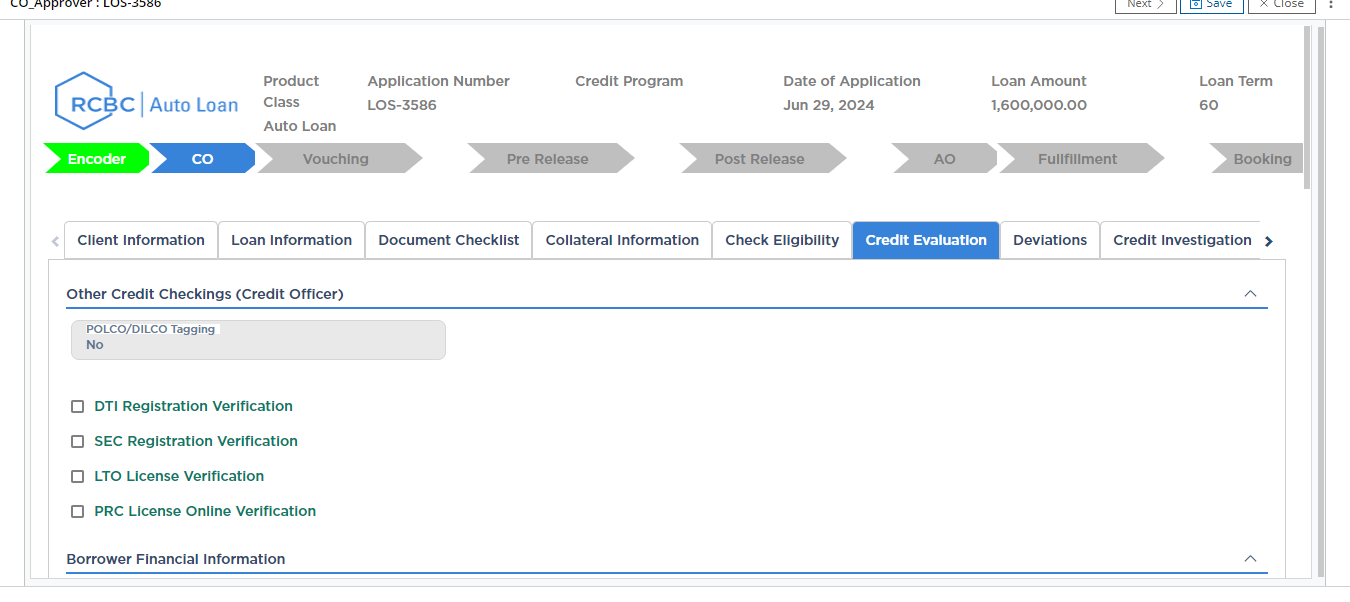 CO_Approver : LOS-3586
Next
Save
Close
RCBC Auto Loan
Product Class
Auto Loan
Application Number
LOS-3586
Credit Program
Date of Application
Jun 29, 2024
Loan Amount
1,600,000.00
Loan Term
60
Encoder
CO
Vouching
Pre Release
Post Release
AO
Fullfillment
Booking
Client Information
Loan Information
Document Checklist
Collateral Information
Check Eligibility
Credit Evaluation
Deviations
Credit Investigation
Other Credit Checkings (Credit Officer)
POLCO/DILCO Tagging
No
DTI Registration Verification
SEC Registration Verification
LTO License Verification
PRC License Online Verification
Borrower Financial Information